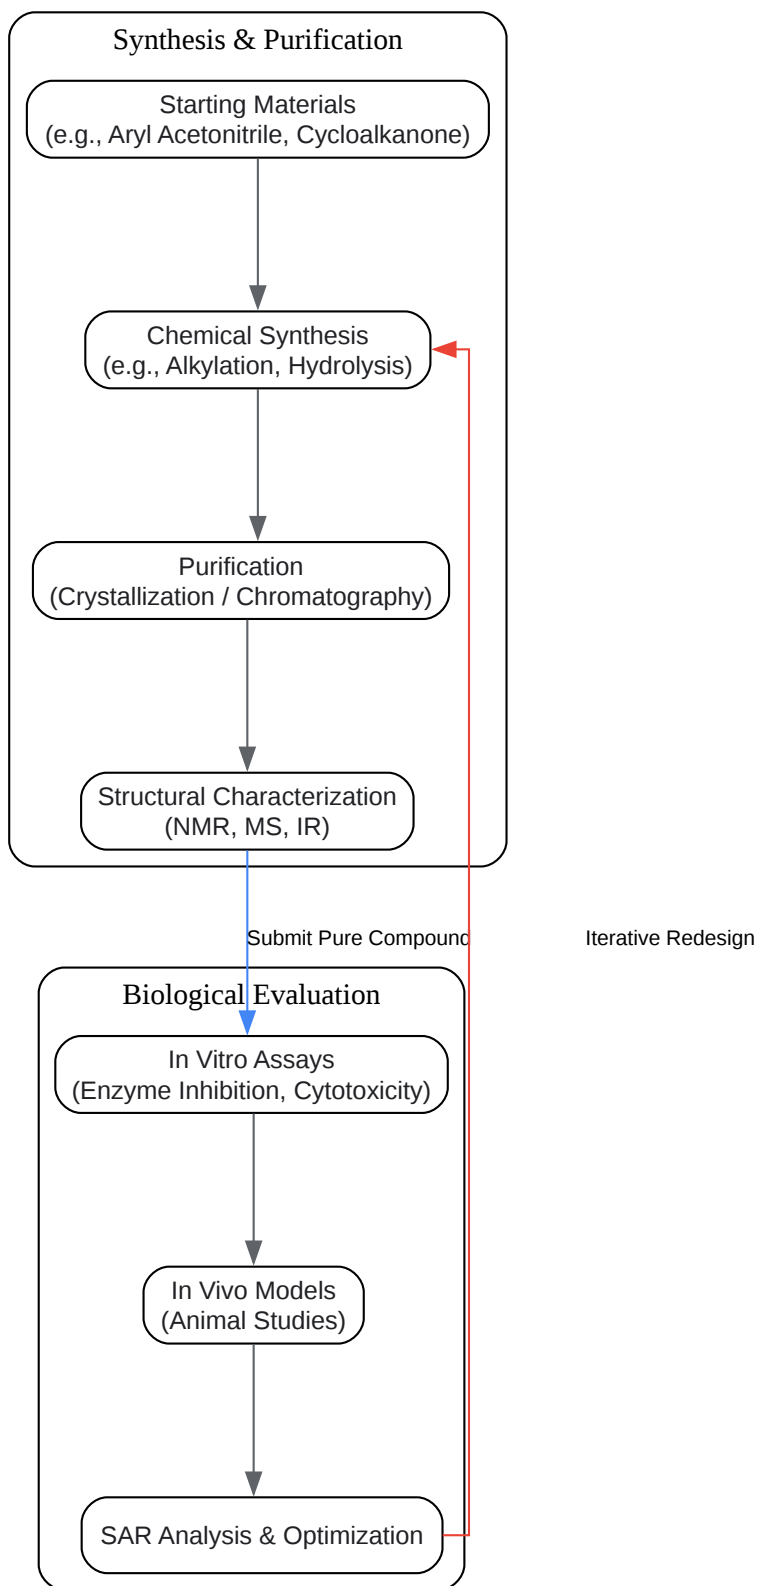 Synthesis & Purification
Starting Materials
(e.g., Aryl Acetonitrile, Cycloalkanone)
Chemical Synthesis
(e.g., Alkylation, Hydrolysis)
Purification
(Crystallization / Chromatography)
Structural Characterization
(NMR, MS, IR)
Submit Pure Compound
Iterative Redesign
Biological Evaluation
In Vitro Assays
(Enzyme Inhibition, Cytotoxicity)
In Vivo Models
(Animal Studies)
SAR Analysis & Optimization